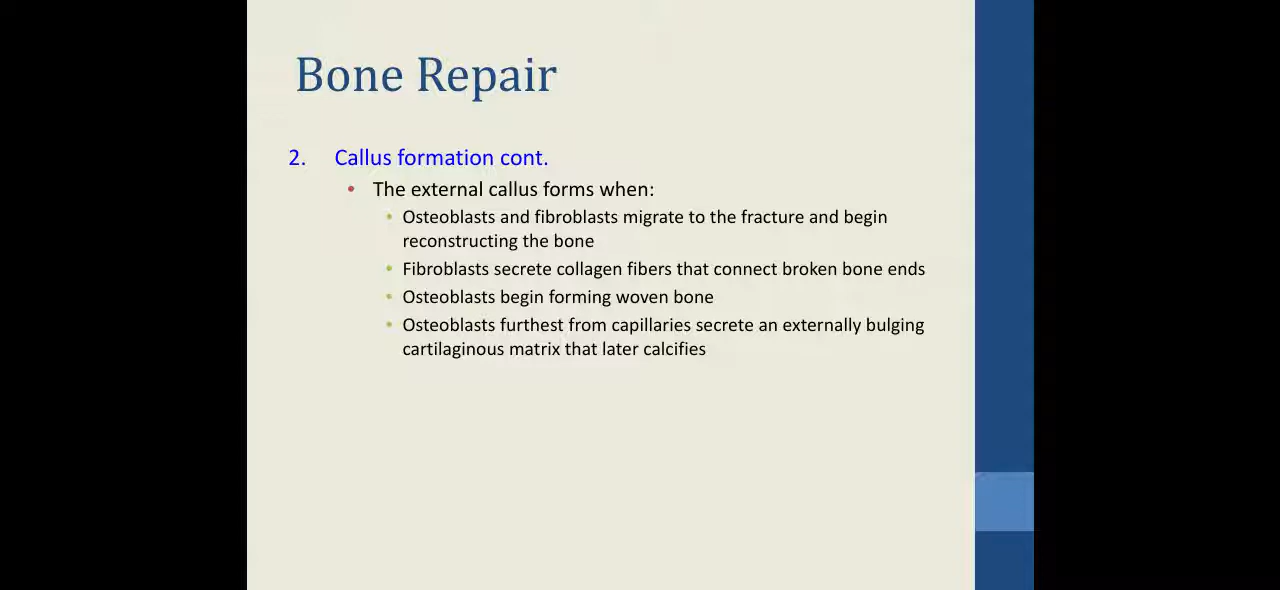 Bone Repair
2. Callus formation cont.
• The external callus forms when:
• Osteoblasts and fibroblasts migrate to the fracture and begin
reconstructing the bone
• Fibroblasts secrete collagen fibers that connect broken bone ends
• Osteoblasts begin forming woven bone
• Osteoblasts furthest from capillaries secrete an externally bulging
cartilaginous matrix that later calcifies